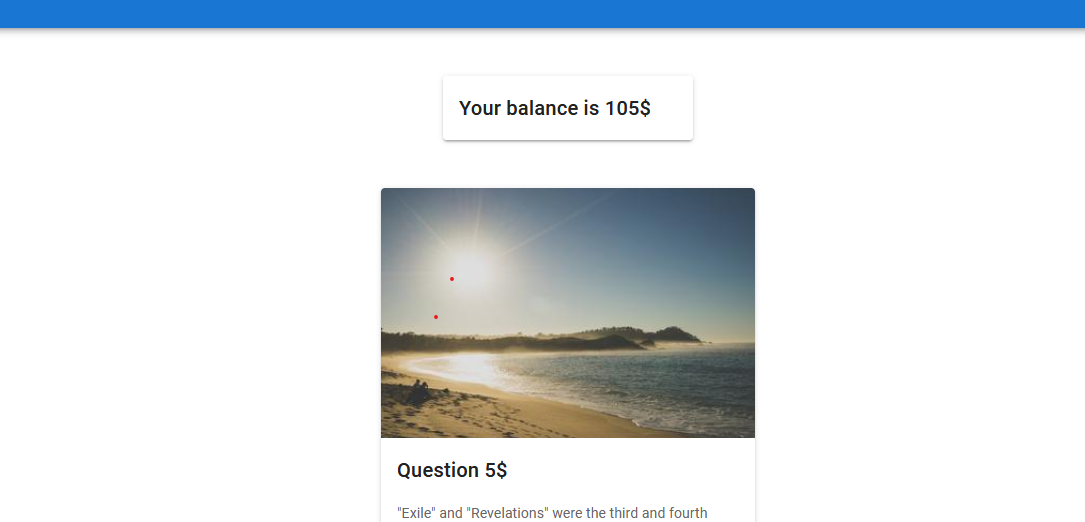 Your balance is 105$
Question 5$
"Exile" and "Revelations" were the third and fourth